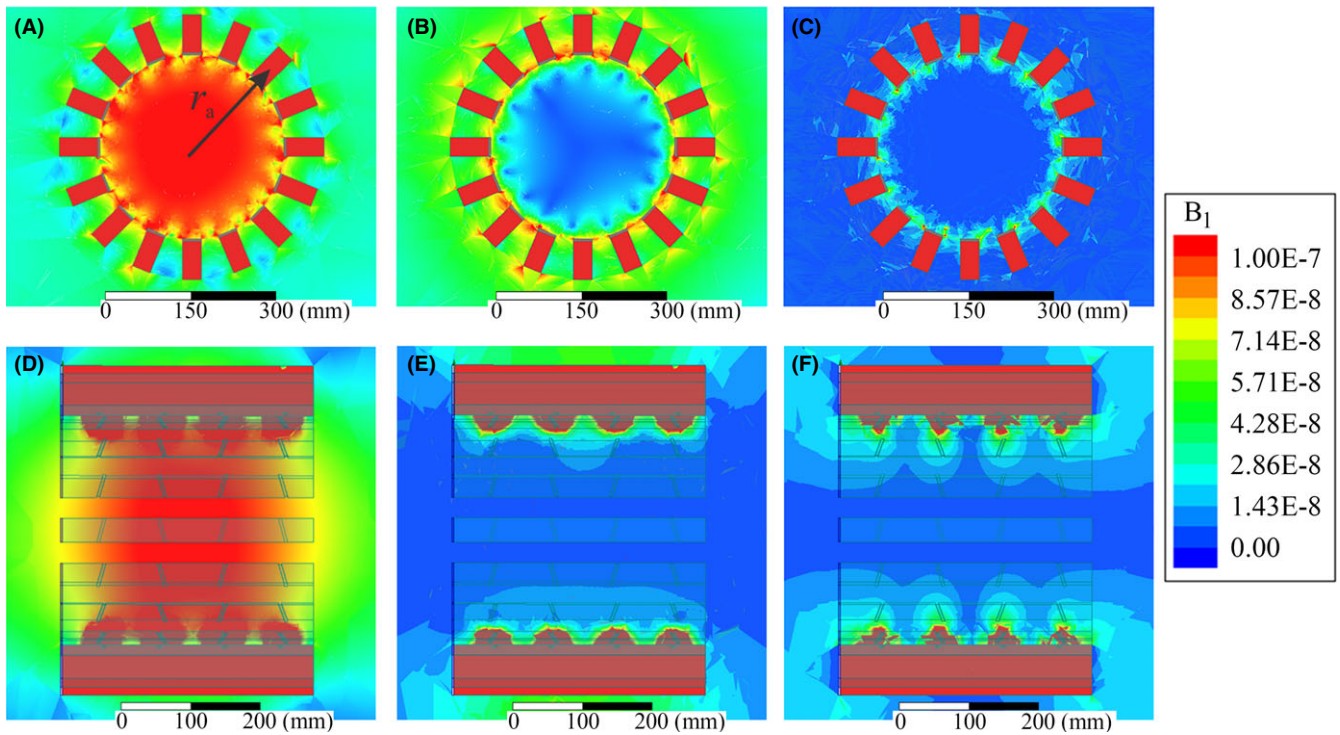 (A)
(B)
(C)
rₐ
0 150 300 (mm)
0 150 300 (mm)
0 150 300 (mm)
B₁
1.00E-7
8.57E-8
7.14E-8
5.71E-8
4.28E-8
2.86E-8
1.43E-8
0.00
(D)
(E)
(F)
0 100 200 (mm)
0 100 200 (mm)
0 100 200 (mm)